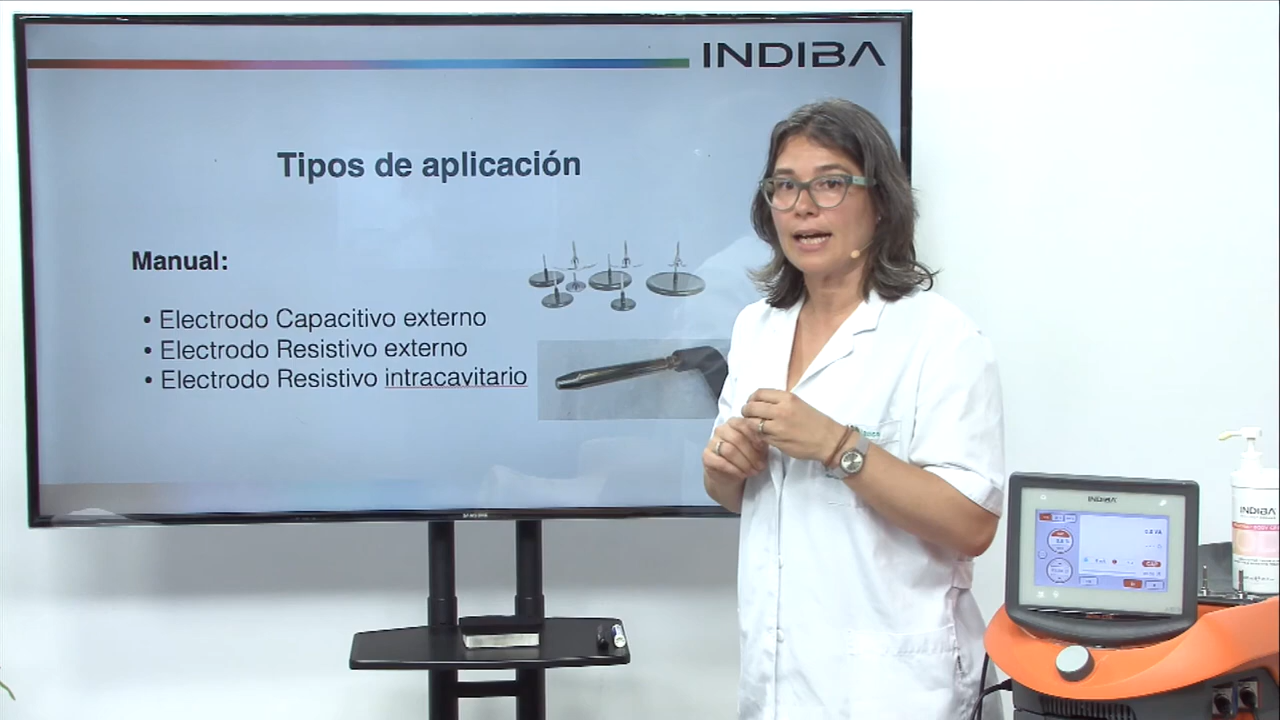 INDIBA
Tipos de aplicación
Manual:
• Electrodo Capacitivo externo
• Electrodo Resistivo externo
• Electrodo Resistivo intracavitario
INDIBA
INDIBA